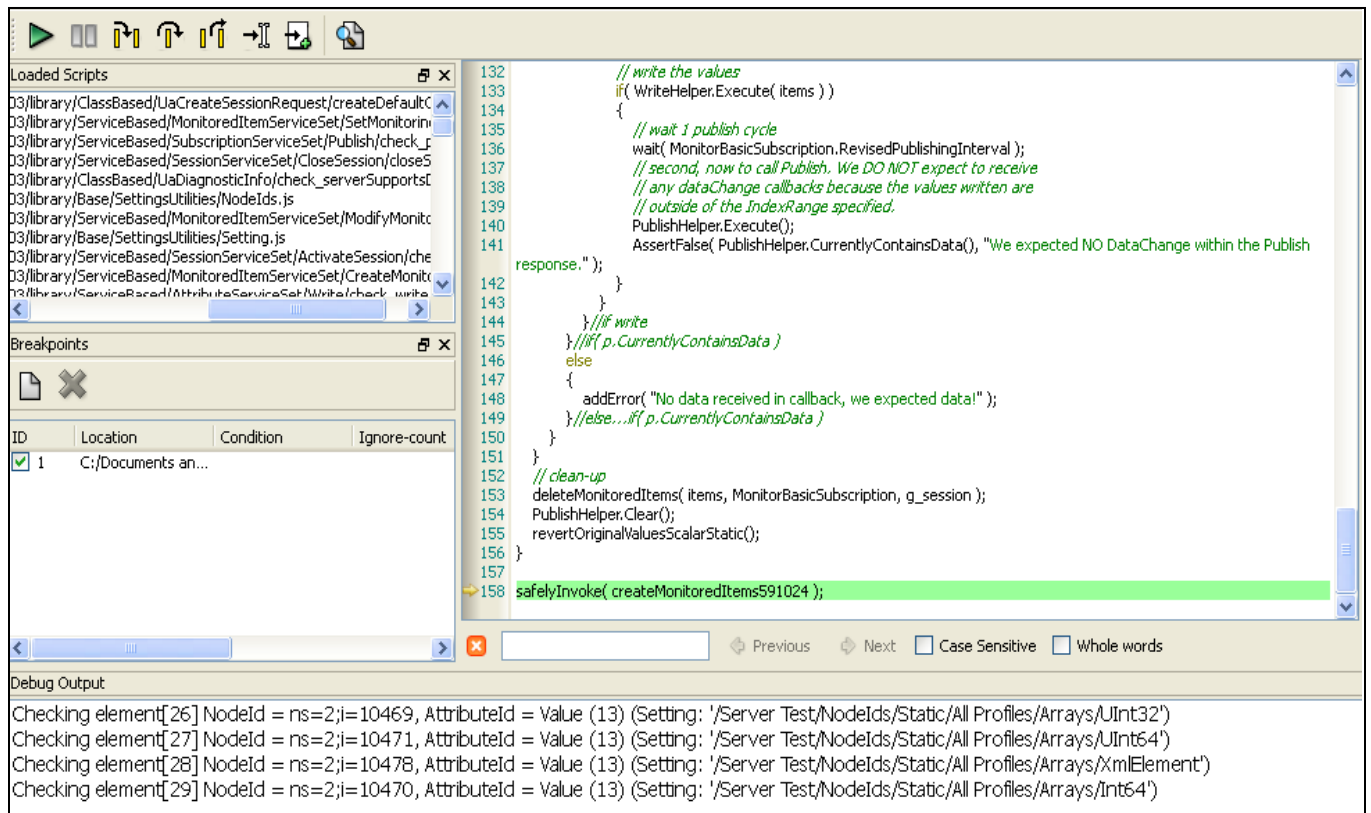 Loaded Scripts
03/library/ClassBased/UaCreateSessionRequest/createDefaultC
03/library/ServiceBased/MonitoredItemServiceSet/SetMonitorin
03/library/ServiceBased/SubscriptionServiceSet/Publish/check_p
03/library/ServiceBased/SessionServiceSet/CloseSession/closeS
03/library/ClassBased/UaDiagnosticInfo/check_serverSupportsD
03/library/Base/SettingsUtilities/NodeIds.js
03/library/ServiceBased/MonitoredItemServiceSet/ModifyMonito
03/library/Base/SettingsUtilities/Setting.js
03/library/ServiceBased/SessionServiceSet/ActivateSession/che
03/library/ServiceBased/MonitoredItemServiceSet/CreateMonito
03/library/ServiceBased/AttributeServiceSet/Write/check_write
Breakpoints
ID Location Condition Ignore-count
1 C:/Documents an...
132 // write the values
133 if( WriteHelper.Execute( items ) )
134 {
135 // wait 1 publish cycle
136 wait( MonitorBasicSubscription.RevisedPublishingInterval );
137 // second, now to call Publish. We DO NOT expect to receive
138 // any dataChange callbacks because the values written are
139 // outside of the IndexRange specified.
140 PublishHelper.Execute();
141 AssertFalse( PublishHelper.CurrentlyContainsData(), "We expected NO DataChange within the Publish
response." );
142 }
143 }
144 }//if write
145 }//if( p.CurrentlyContainsData )
146 else
147 {
148 addError( "No data received in callback, we expected data!" );
149 }//else...if( p.CurrentlyContainsData )
150 }
151 }
152 // clean-up
153 deleteMonitoredItems( items, MonitorBasicSubscription, g_session );
154 PublishHelper.Clear();
155 revertOriginalValuesScalarStatic();
156 }
157
158 safelyInvoke( createMonitoredItems591024 );
Previous Next Case Sensitive Whole words
Debug Output
Checking element[26] NodeId = ns=2;i=10469, AttributeId = Value (13) (Setting: '/Server Test/NodeIds/Static/All Profiles/Arrays/UInt32')
Checking element[27] NodeId = ns=2;i=10471, AttributeId = Value (13) (Setting: '/Server Test/NodeIds/Static/All Profiles/Arrays/UInt64')
Checking element[28] NodeId = ns=2;i=10478, AttributeId = Value (13) (Setting: '/Server Test/NodeIds/Static/All Profiles/Arrays/XmlElement')
Checking element[29] NodeId = ns=2;i=10470, AttributeId = Value (13) (Setting: '/Server Test/NodeIds/Static/All Profiles/Arrays/Int64')